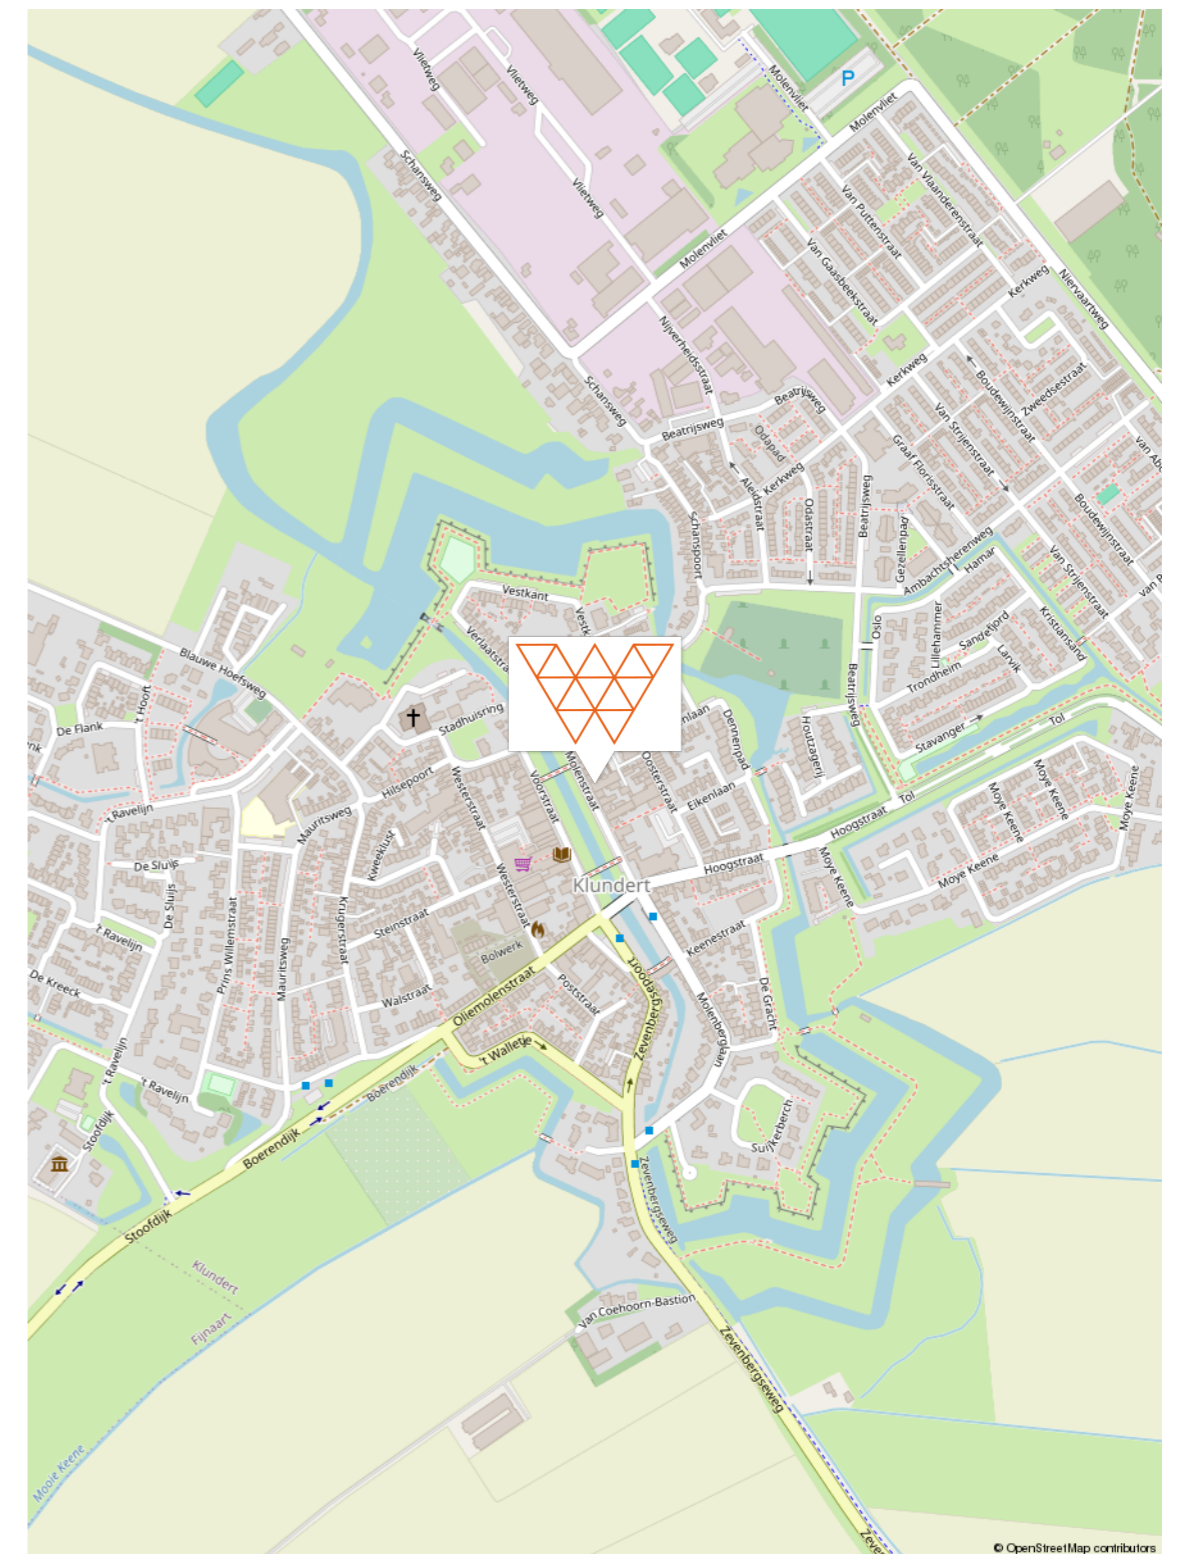 Vlietweg
Vlietweg
Molenvliet
P
Molenvliet
Schansweg
Vlietweg
Van Vlaanderenstraat
Van Puttenstraat
Molenvliet
Van Gaasbeekstraat
Kerkweg
Niervaartweg
Nijverheidsstraat
Schansweg
Kerkweg
Beatrijsweg
Boudewijnstraat
Zweedsestraat
Beatrijsweg
Odapad
Van Strijenstraat
Graaf Florisstraat
Kerkweg
Aleidstraat
Odastraat
Beatrijsweg
Boudewijnstraat
Schanspoort
Gezellenpad
Ambachtsherenweg
Hamar
Van Strijenstraat
Vestkant
Oslo
Lillehammer
Sandefjord
Kristiansand
Larvik
Trondheim
Blauwe Hoefsweg
't Hooft
De Flank
Stadhuisring
Dennenpad
Beatrijsweg
Houtzagerij
Stavanger
Tol
Hilsepoort
Westerstraat
Voorstraat
Molenstraat
Oosterstraat
Eikenlaan
Tol
Hoogstraat
Moye Keene
Moye Keene
Moye Keene
't Ravelijn
Mauritsweg
Kweeklust
De Sluijs
De Sluijs
Westerstraat
Klundert
Hoogstraat
Moye Keene
Moye Keene
Krugerstraat
Steinstraat
't Ravelijn
Prins Willemstraat
Mauritsweg
Bolwerk
Keenestraat
De Kreeck
Walstraat
Oliemolenstraat
Poststraat
Zevenbergsepoort
De Gracht
Molenberglaan
't Walletje
't Ravelijn
't Ravelijn
Boerendijk
Stoofdijk
Boerendijk
Suijkerberch
Zevenbergseweg
Stoofdijk
Klundert
Fijnaart
Van Coehoorn-Bastion
Zevenbergseweg
Mooie Keene
© OpenStreetMap contributors